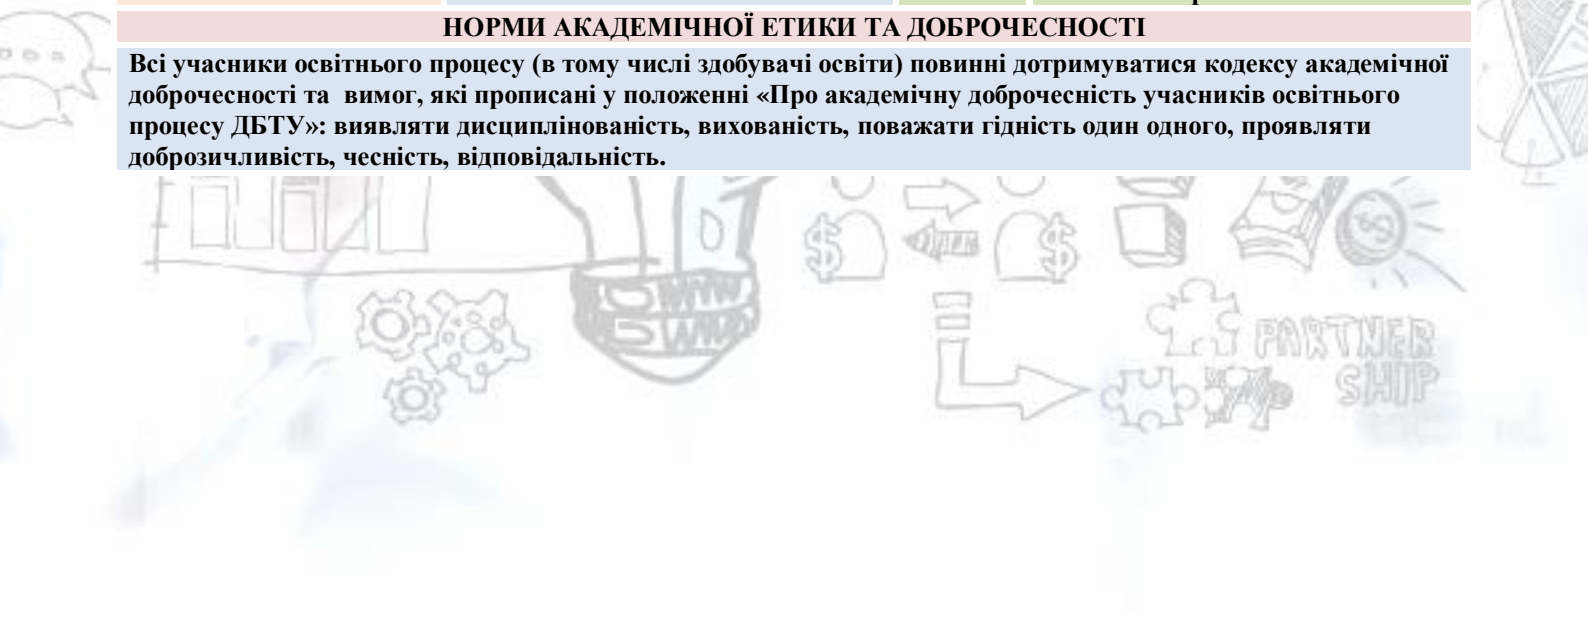 НОРМИ АКАДЕМІЧНОЇ ЕТИКИ ТА ДОБРОЧЕСНОСТІ
Всі учасники освітнього процесу (в тому числі здобувачі освіти) повинні дотримуватися кодексу академічної
доброчесності та вимог, які прописані у положенні «Про академічну доброчесність учасників освітнього
процесу ДБТУ»: виявляти дисциплінованість, вихованість, поважати гідність один одного, проявляти
доброзичливість, чесність, відповідальність.
$ $
PARTNER
SHIP